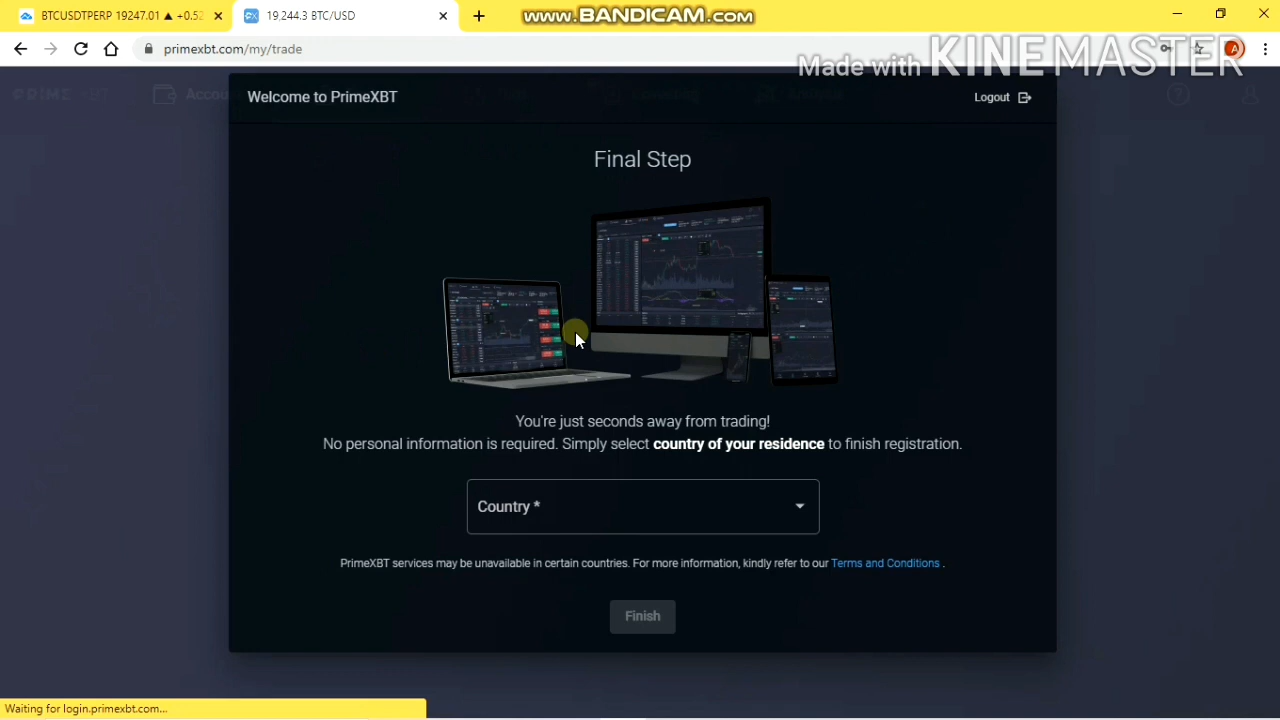 BTCUSDTPERP 19247.01 ▲ +0.52
19,244.3 BTC/USD
www.BANDICAM.com
primexbt.com/my/trade
Made with KINEMASTER
PRIME XBT
Welcome to PrimeXBT
Logout
Final Step
You're just seconds away from trading!
No personal information is required. Simply select country of your residence to finish registration.
Country *
PrimeXBT services may be unavailable in certain countries. For more information, kindly refer to our Terms and Conditions .
Finish
Waiting for login.primexbt.com...